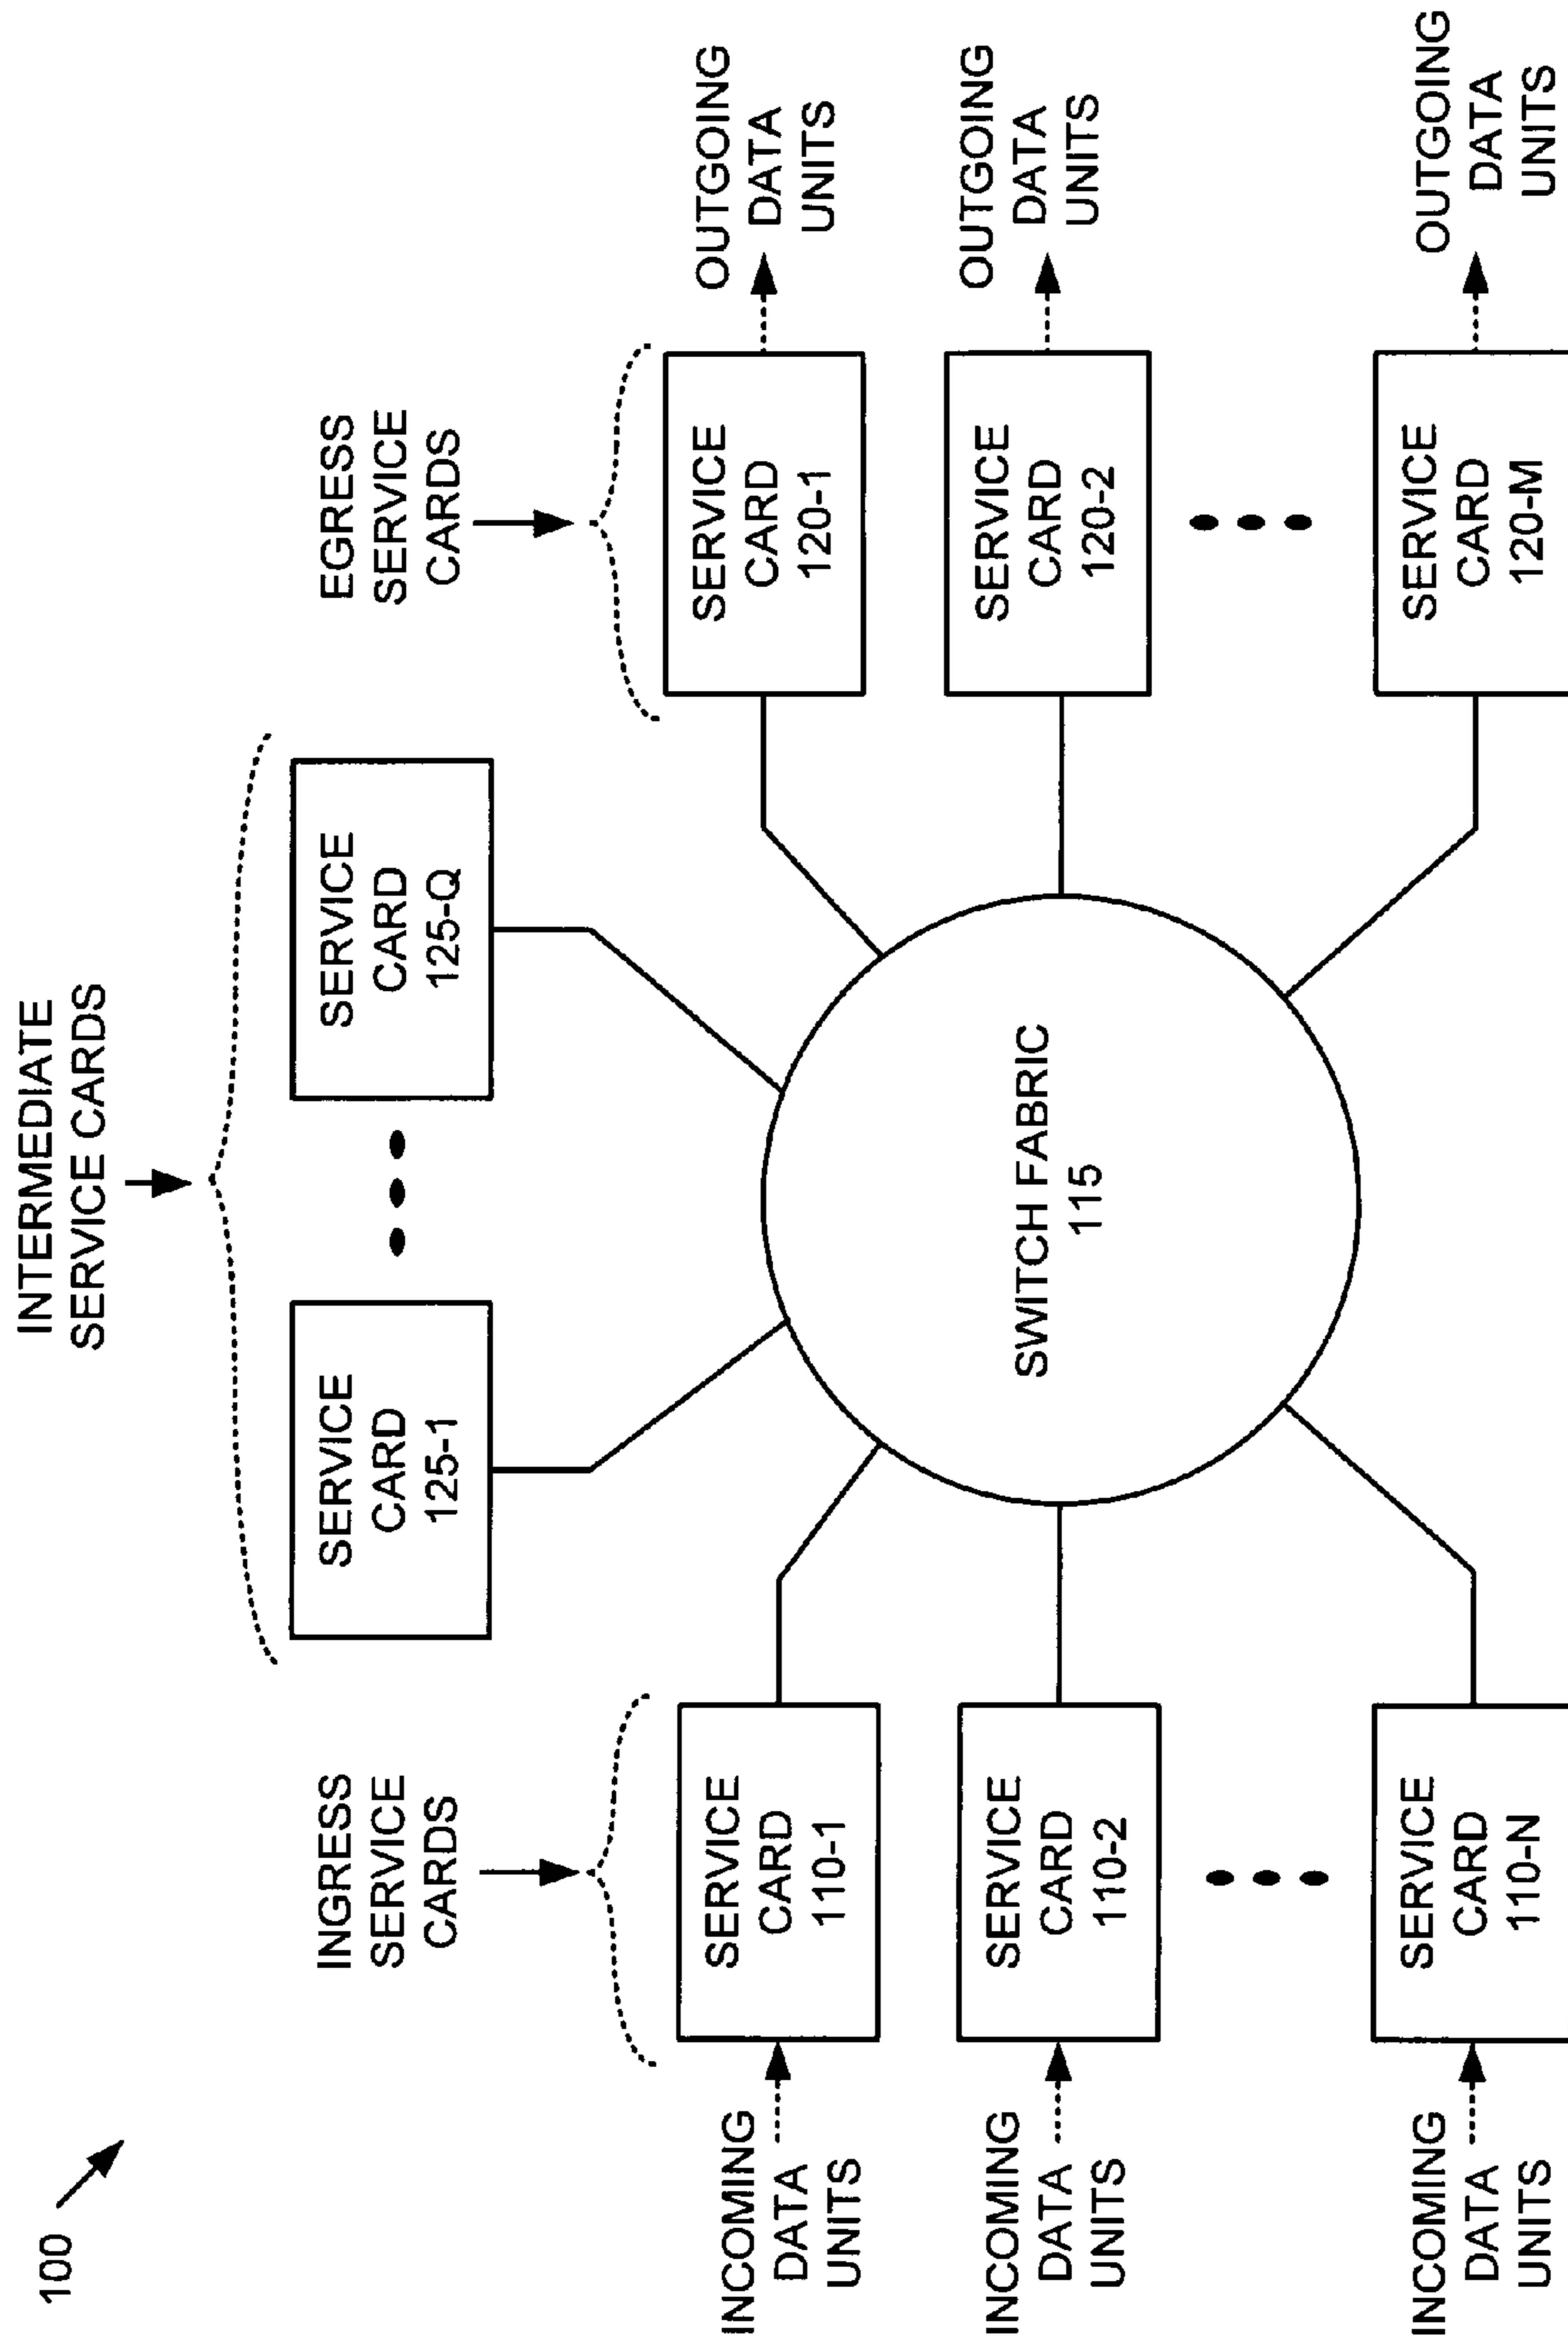 100
INTERMEDIATE
SERVICE CARDS
INGRESS
SERVICE
CARDS
SERVICE
CARD
125-1
SERVICE
CARD
125-Q
EGRESS
SERVICE
CARDS
INCOMING
DATA
UNITS
SERVICE
CARD
110-1
SERVICE
CARD
120-1
OUTGOING
DATA
UNITS
INCOMING
DATA
UNITS
SERVICE
CARD
110-2
SWITCH FABRIC
115
SERVICE
CARD
120-2
OUTGOING
DATA
UNITS
INCOMING
DATA
UNITS
SERVICE
CARD
110-N
SERVICE
CARD
120-M
OUTGOING
DATA
UNITS